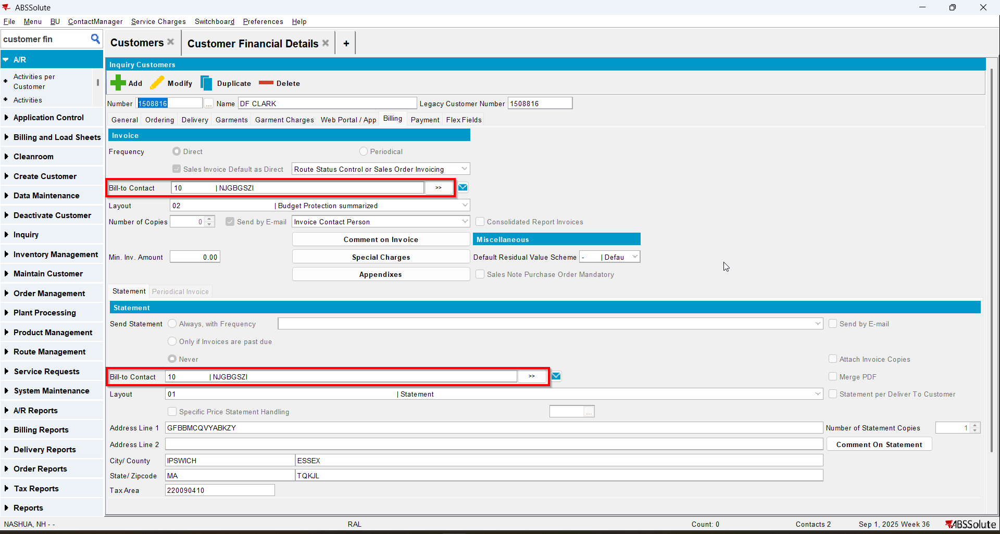 ABSSolute
File Menu BU ContactManager Service Charges Switchboard Preferences Help
customer fin
Customers Customer Financial Details +
A/R
Activities per
Customer
Activities
Application Control
Billing and Load Sheets
Cleanroom
Create Customer
Data Maintenance
Deactivate Customer
Inquiry
Inventory Management
Maintain Customer
Order Management
Plant Processing
Product Management
Route Management
Service Requests
System Maintenance
A/R Reports
Billing Reports
Delivery Reports
Order Reports
Tax Reports
Reports
Inquiry Customers
Add Modify Duplicate Delete
Number 1508816 ... Name DF CLARK Legacy Customer Number 1508816
General Ordering Delivery Garments Garment Charges Web Portal / App Billing Payment Flex Fields
Invoice
Frequency Direct Periodical
Sales Invoice Default as Direct Route Status Control or Sales Order Invoicing
Bill-to Contact 10 | NJGBGSZI >>
Layout 02 | Budget Protection summarized
Number of Copies 0 Send by E-mail Invoice Contact Person Consolidated Report Invoices
Comment on Invoice Miscellaneous
Min. Inv. Amount 0.00 Special Charges Default Residual Value Scheme - | Defau
Appendixes Sales Note Purchase Order Mandatory
Statement Periodical Invoice
Statement
Send Statement Always, with Frequency Send by E-mail
Only if Invoices are past due
Never Attach Invoice Copies
Bill-to Contact 10 | NJGBGSZI >> Merge PDF
Layout 01 | Statement Statement per Deliver To Customer
Specific Price Statement Handling ...
Address Line 1 GFBBMCQVYABKZY Number of Statement Copies 1
Address Line 2 Comment On Statement
City/ County IPSWICH ESSEX
State/ Zipcode MA TQKJL
Tax Area 220090410
NASHUA, NH - - RAL Count: 0 Contacts 2 Sep 1, 2025 Week 36 ABSSolute